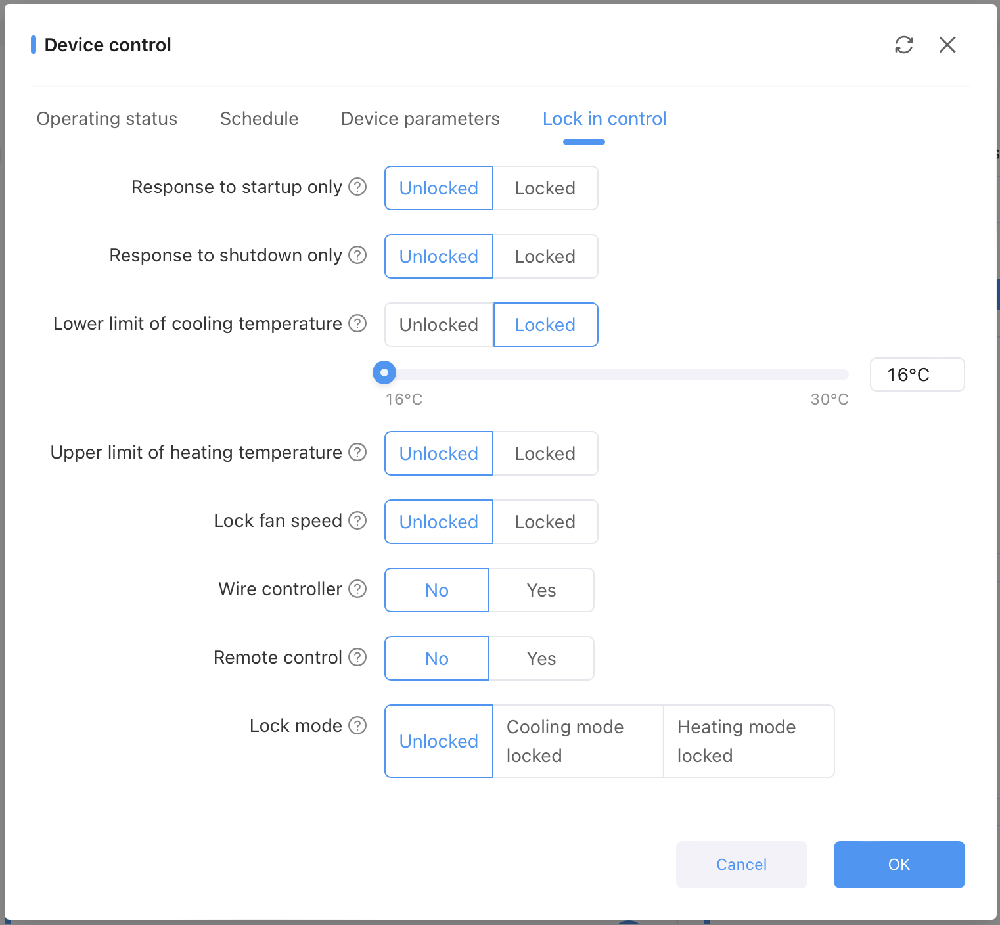 Device control
Operating status Schedule Device parameters Lock in control
Response to startup only ? Unlocked Locked
Response to shutdown only ? Unlocked Locked
Lower limit of cooling temperature ? Unlocked Locked
16°C
16°C 30°C
Upper limit of heating temperature ? Unlocked Locked
Lock fan speed ? Unlocked Locked
Wire controller ? No Yes
Remote control ? No Yes
Lock mode ? Unlocked Cooling mode locked Heating mode locked
Cancel OK